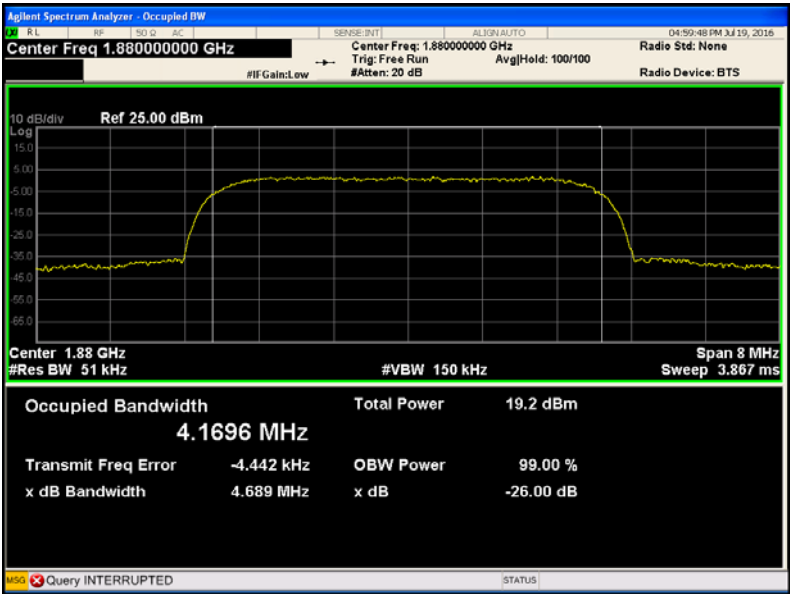 Agilent Spectrum Analyzer - Occupied BW
LXI RL RF 50 Ω AC SENSE:INT ALIGN AUTO 04:59:48 PM Jul 19, 2016
Center Freq 1.880000000 GHz Center Freq: 1.880000000 GHz Radio Std: None
Trig: Free Run Avg|Hold: 100/100
#IFGain:Low #Atten: 20 dB Radio Device: BTS
10 dB/div Ref 25.00 dBm
Log
15.0
5.00
-5.00
-15.0
-25.0
-35.0
-45.0
-55.0
-65.0
Center 1.88 GHz Span 8 MHz
#Res BW 51 kHz #VBW 150 kHz Sweep 3.867 ms
Occupied Bandwidth Total Power 19.2 dBm
4.1696 MHz
Transmit Freq Error -4.442 kHz OBW Power 99.00 %
x dB Bandwidth 4.689 MHz x dB -26.00 dB
MSG Query INTERRUPTED STATUS